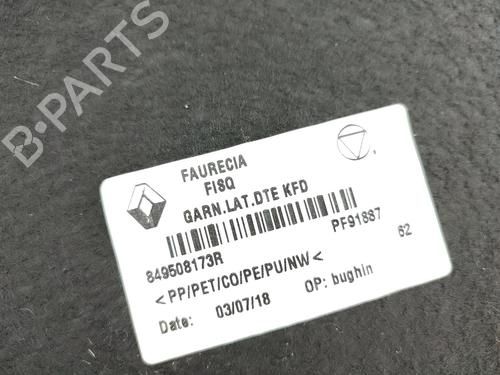 B-PARTS
FAURECIA
FISQ
GARN.LAT.DTE KFD
849508173R
PF91887
62
<PP/PET/CO/PE/PU/NW<
Date: 03/07/18 OP: bughin